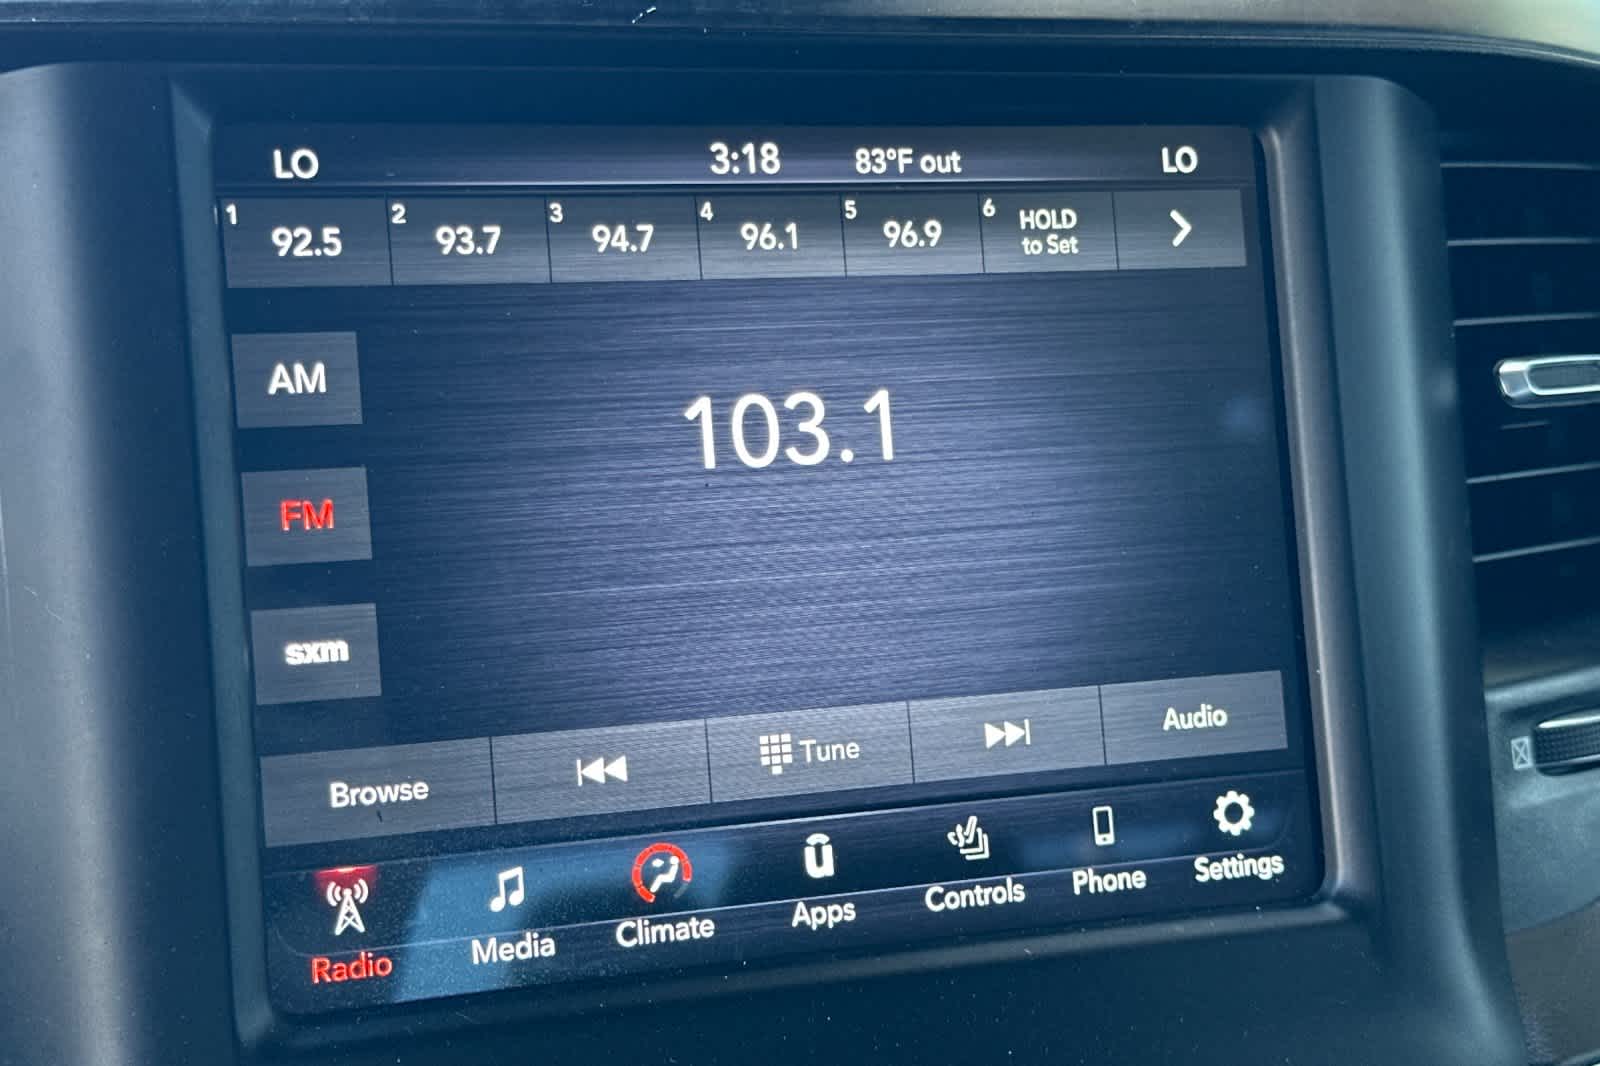 LO 3:18 83°F out LO
1 92.5 2 93.7 3 94.7 4 96.1 5 96.9 6 HOLD
to Set
AM
103.1
FM
sxm
Browse Tune Audio
Radio Media Climate Apps Controls Phone Settings